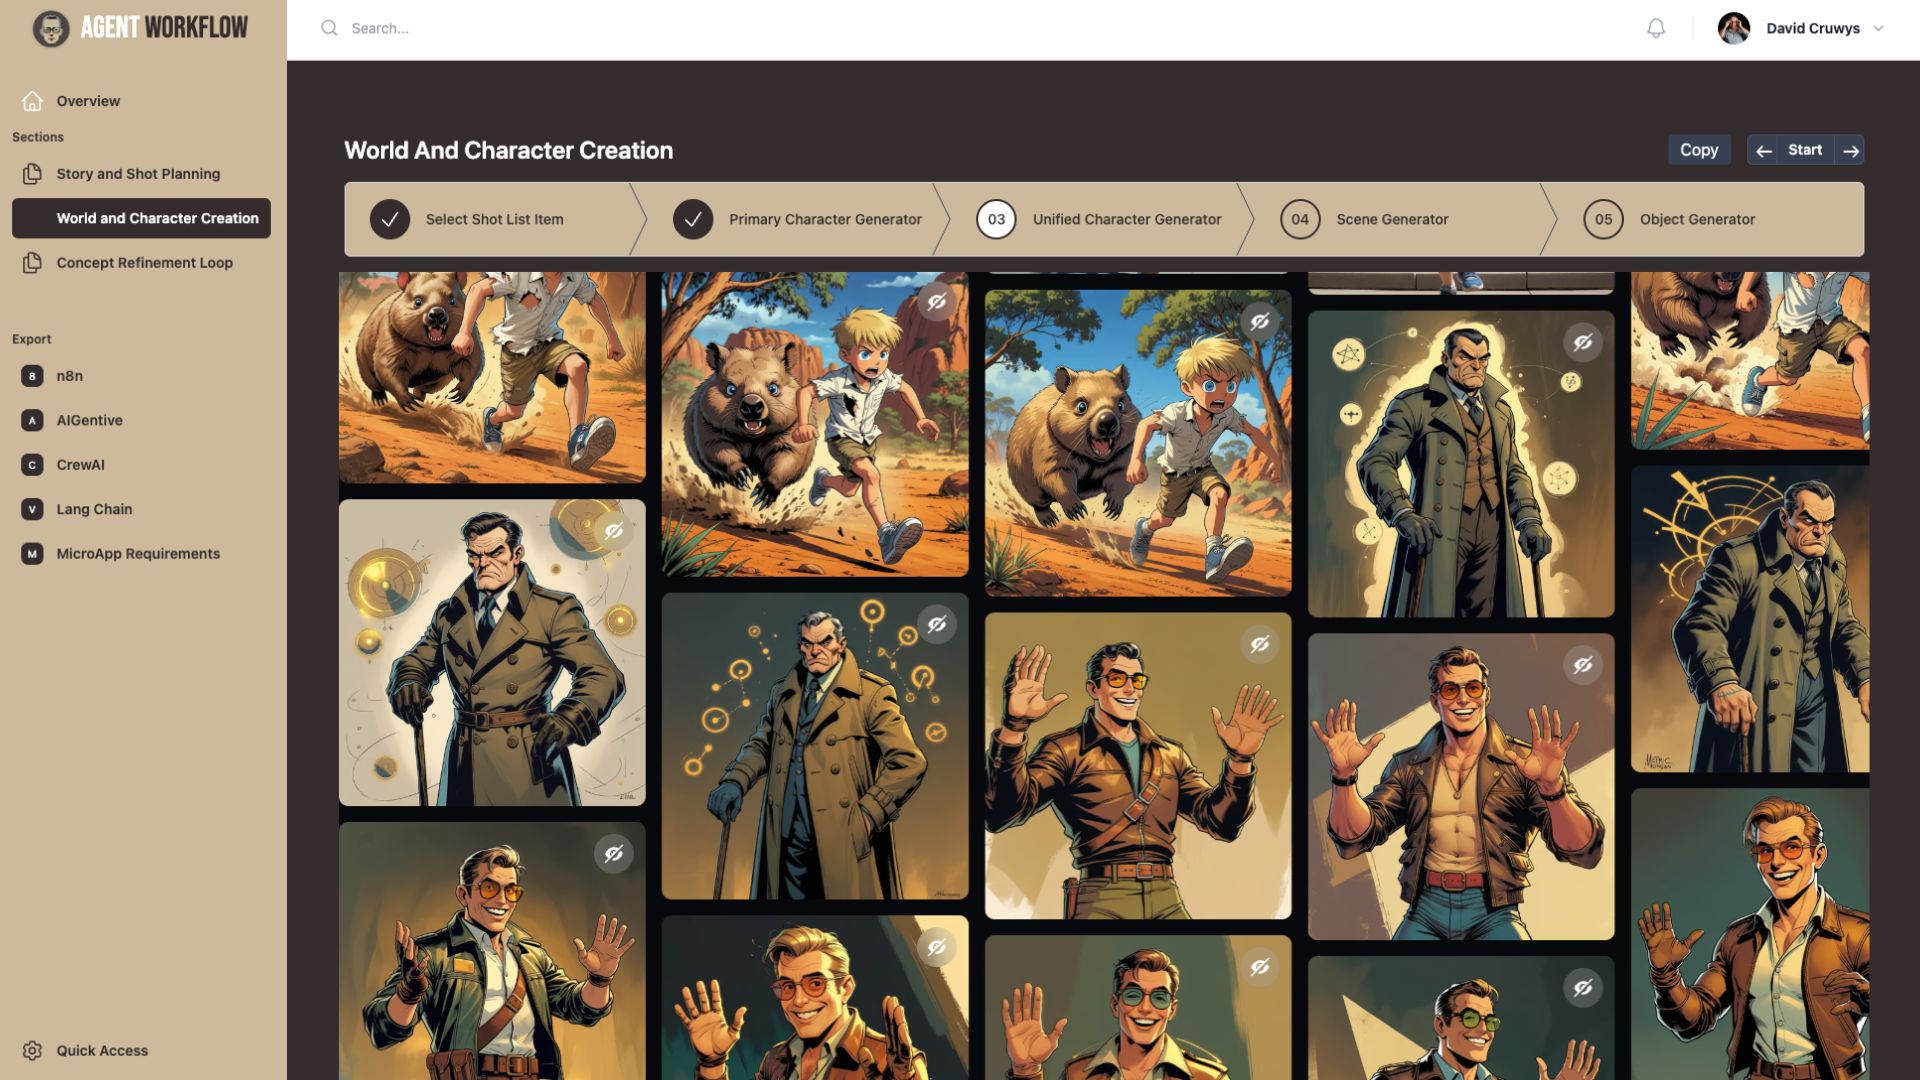 AGENT WORKFLOW
Search...
David Cruwys
Overview
Sections
Story and Shot Planning
World and Character Creation
Concept Refinement Loop
Export
8 n8n
A AIGentive
C CrewAI
V Lang Chain
M MicroApp Requirements
Quick Access
World And Character Creation
Copy
← Start →
Select Shot List Item
Primary Character Generator
03 Unified Character Generator
04 Scene Generator
05 Object Generator